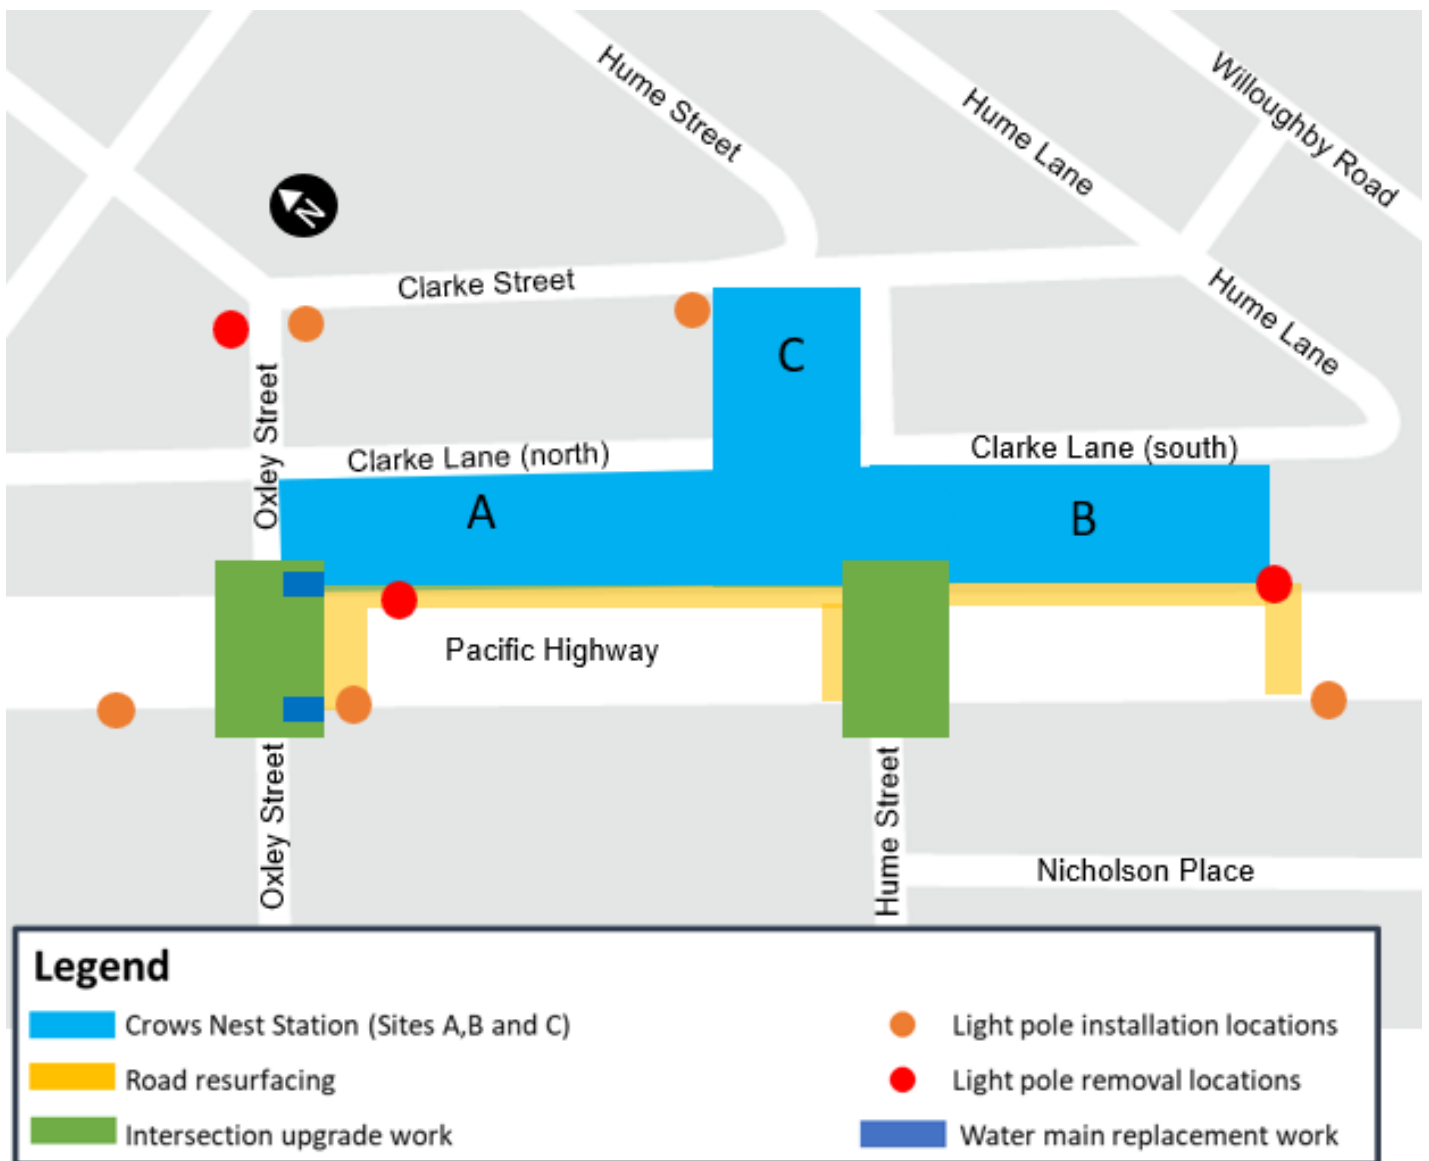 Hume Street
Hume Lane
Willoughby Road
N
Clarke Street
Hume Lane
C
Oxley Street
Clarke Lane (north)
Clarke Lane (south)
A
B
Pacific Highway
Oxley Street
Hume Street
Nicholson Place
Legend
Crows Nest Station (Sites A,B and C)
Light pole installation locations
Road resurfacing
Light pole removal locations
Intersection upgrade work
Water main replacement work